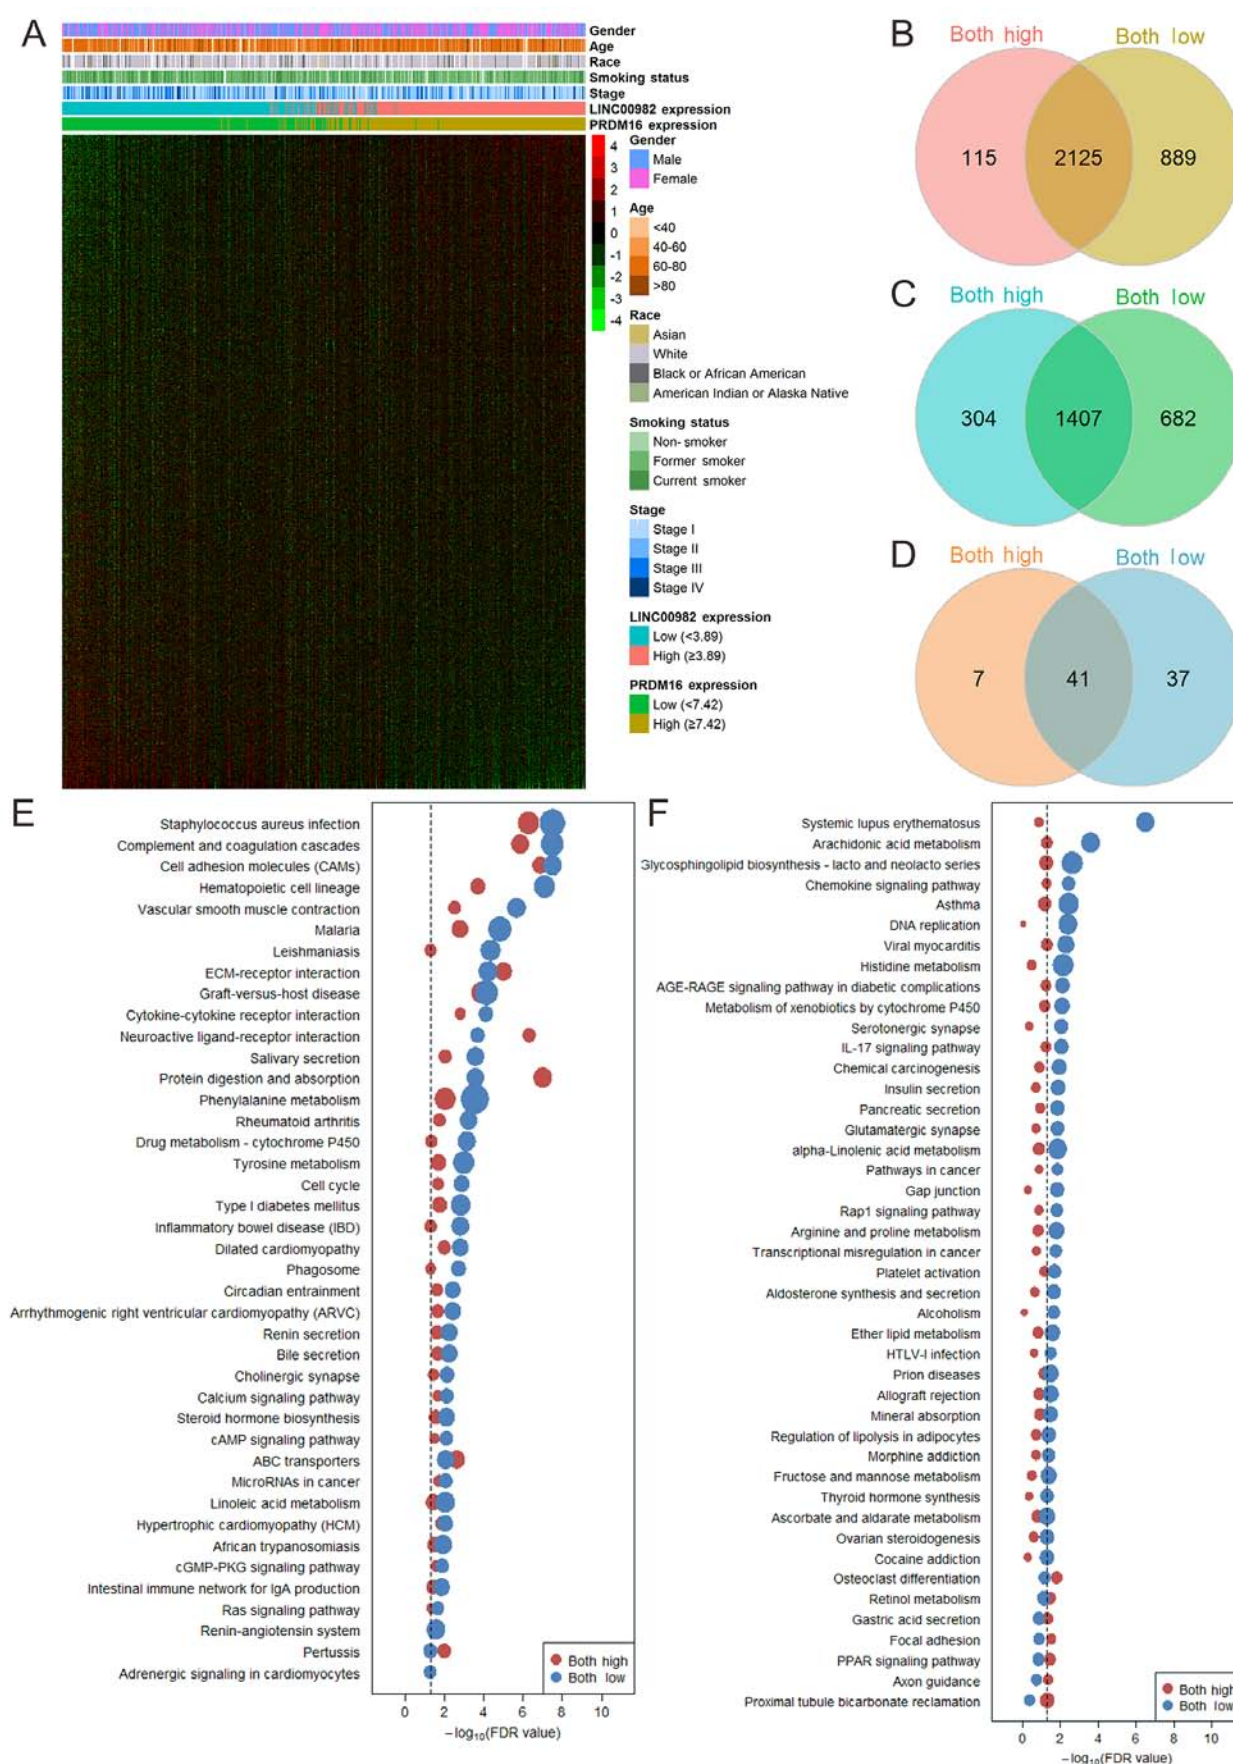 A
Gender
Age
Race
Smoking status
Stage
LINC00982 expression
PRDM16 expression
4
3
2
1
0
-1
-2
-3
-4
Gender
Male
Female
Age
<40
40-60
60-80
>80
Race
Asian
White
Black or African American
American Indian or Alaska Native
Smoking status
Non- smoker
Former smoker
Current smoker
Stage
Stage I
Stage II
Stage III
Stage IV
LINC00982 expression
Low (<3.89)
High (≥3.89)
PRDM16 expression
Low (<7.42)
High (≥7.42)
B
Both high
Both low
115
2125
889
C
Both high
Both low
304
1407
682
D
Both high
Both low
7
41
37
E
Staphylococcus aureus infection
Complement and coagulation cascades
Cell adhesion molecules (CAMs)
Hematopoietic cell lineage
Vascular smooth muscle contraction
Malaria
Leishmaniasis
ECM-receptor interaction
Graft-versus-host disease
Cytokine-cytokine receptor interaction
Neuroactive ligand-receptor interaction
Salivary secretion
Protein digestion and absorption
Phenylalanine metabolism
Rheumatoid arthritis
Drug metabolism - cytochrome P450
Tyrosine metabolism
Cell cycle
Type I diabetes mellitus
Inflammatory bowel disease (IBD)
Dilated cardiomyopathy
Phagosome
Circadian entrainment
Arrhythmogenic right ventricular cardiomyopathy (ARVC)
Renin secretion
Bile secretion
Cholinergic synapse
Calcium signaling pathway
Steroid hormone biosynthesis
cAMP signaling pathway
ABC transporters
MicroRNAs in cancer
Linoleic acid metabolism
Hypertrophic cardiomyopathy (HCM)
African trypanosomiasis
cGMP-PKG signaling pathway
Intestinal immune network for IgA production
Ras signaling pathway
Renin-angiotensin system
Pertussis
Adrenergic signaling in cardiomyocytes
Both high
Both low
0 2 4 6 8 10
−log10(FDR value)
F
Systemic lupus erythematosus
Arachidonic acid metabolism
Glycosphingolipid biosynthesis - lacto and neolacto series
Chemokine signaling pathway
Asthma
DNA replication
Viral myocarditis
Histidine metabolism
AGE-RAGE signaling pathway in diabetic complications
Metabolism of xenobiotics by cytochrome P450
Serotonergic synapse
IL-17 signaling pathway
Chemical carcinogenesis
Insulin secretion
Pancreatic secretion
Glutamatergic synapse
alpha-Linolenic acid metabolism
Pathways in cancer
Gap junction
Rap1 signaling pathway
Arginine and proline metabolism
Transcriptional misregulation in cancer
Platelet activation
Aldosterone synthesis and secretion
Alcoholism
Ether lipid metabolism
HTLV-I infection
Prion diseases
Allograft rejection
Mineral absorption
Regulation of lipolysis in adipocytes
Morphine addiction
Fructose and mannose metabolism
Thyroid hormone synthesis
Ascorbate and aldarate metabolism
Ovarian steroidogenesis
Cocaine addiction
Osteoclast differentiation
Retinol metabolism
Gastric acid secretion
Focal adhesion
PPAR signaling pathway
Axon guidance
Proximal tubule bicarbonate reclamation
Both high
Both low
0 2 4 6 8 10
−log10(FDR value)